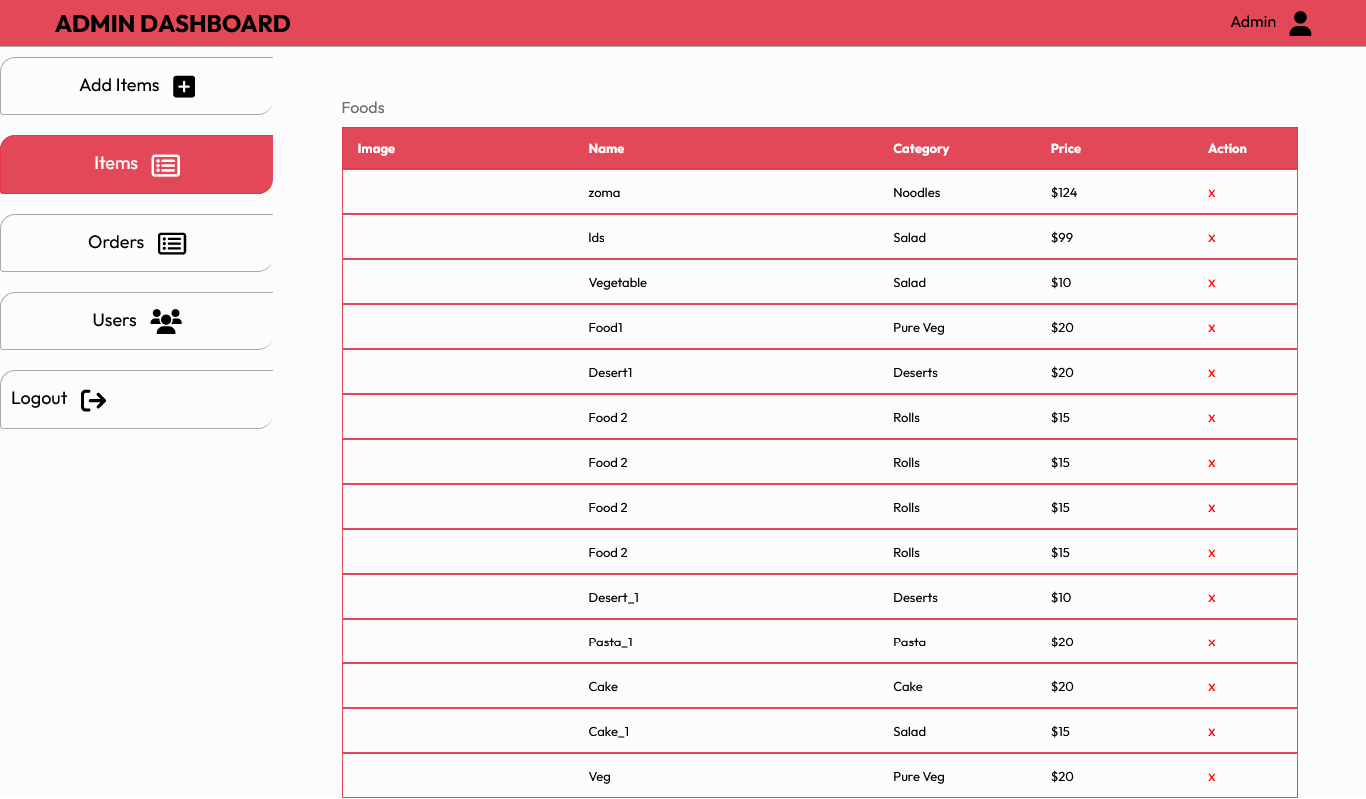 ADMIN DASHBOARD
Admin
Add Items
Items
Orders
Users
Logout
Foods
Image Name Category Price Action
zoma Noodles $124 x
lds Salad $99 x
Vegetable Salad $10 x
Food1 Pure Veg $20 x
Desert1 Deserts $20 x
Food 2 Rolls $15 x
Food 2 Rolls $15 x
Food 2 Rolls $15 x
Food 2 Rolls $15 x
Desert_1 Deserts $10 x
Pasta_1 Pasta $20 x
Cake Cake $20 x
Cake_1 Salad $15 x
Veg Pure Veg $20 x